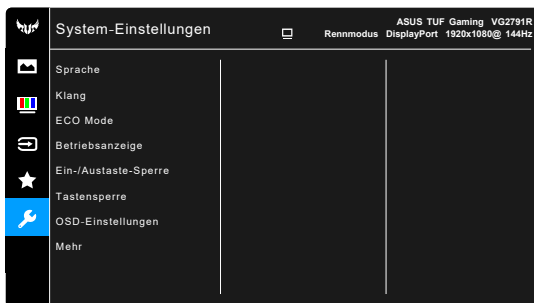 System-Einstellungen
ASUS TUF Gaming VG2791R
Rennmodus DisplayPort 1920x1080@ 144Hz
Sprache
Klang
ECO Mode
Betriebsanzeige
Ein-/Austaste-Sperre
Tastensperre
OSD-Einstellungen
Mehr